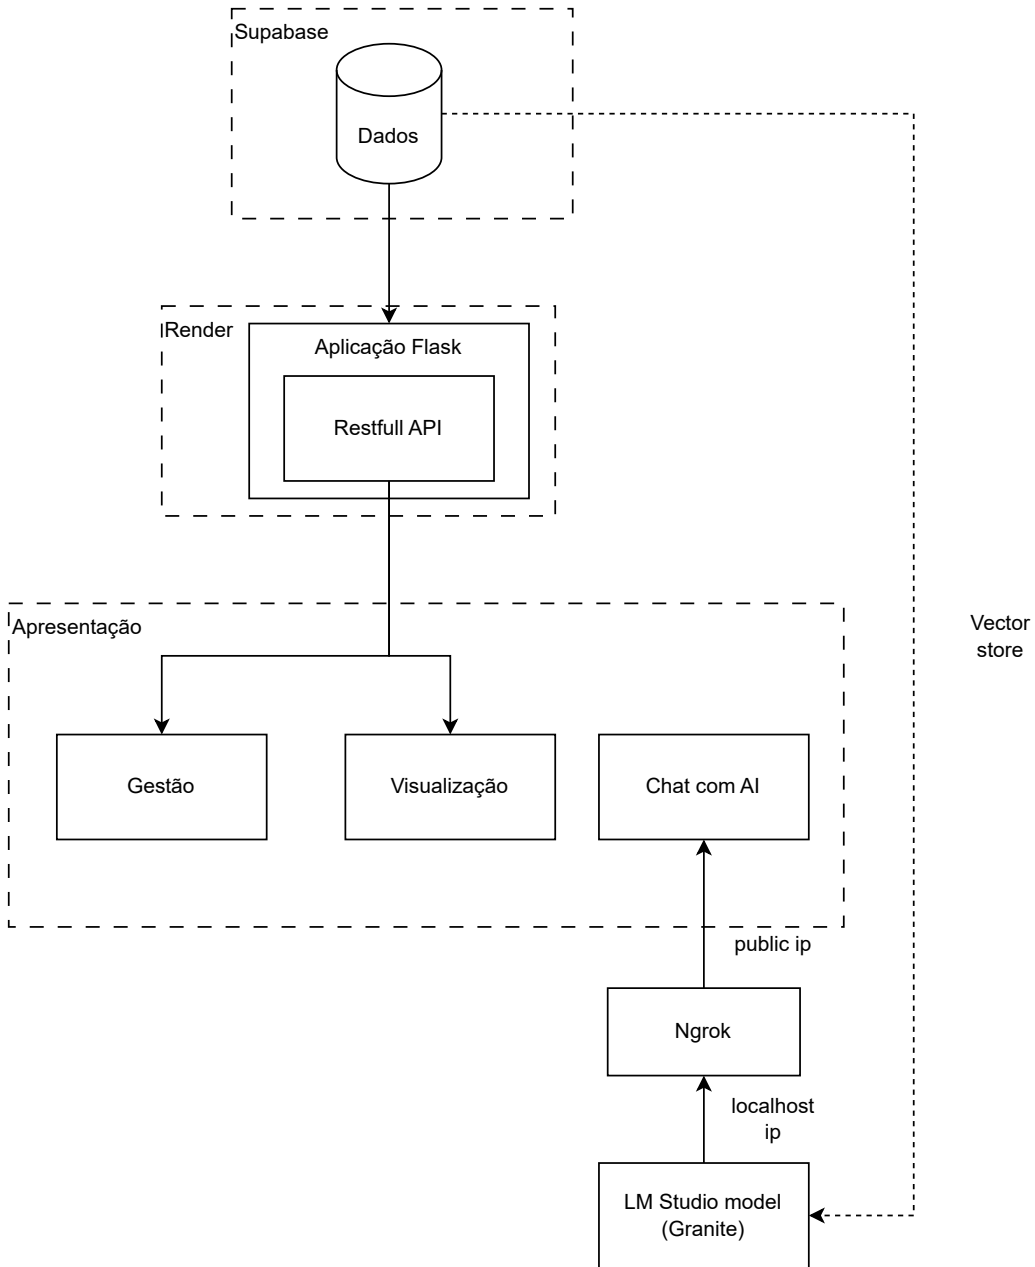 Supabase
Dados
Render
Aplicação Flask
Restfull API
Apresentação
Vector
store
Gestão
Visualização
Chat com AI
public ip
Ngrok
localhost
ip
LM Studio model
(Granite)